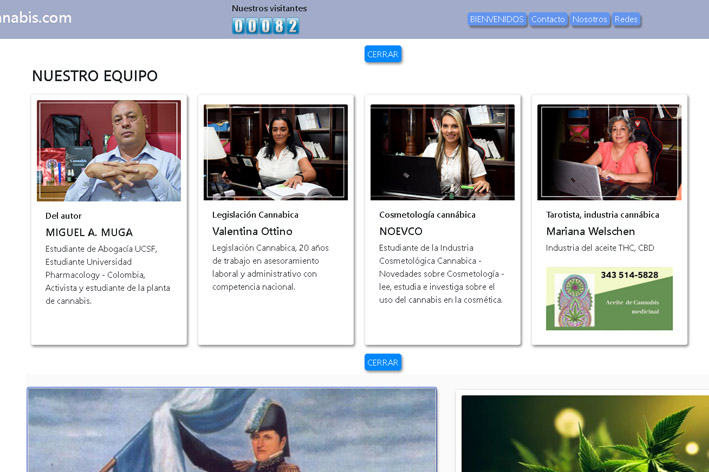 nnabis.com
Nuestros visitantes
00082
BIENVENIDOS Contacto Nosotros Redes
CERRAR
NUESTRO EQUIPO
Del autor
MIGUEL A. MUGA
Estudiante de Abogacía UCSF,
Estudiante Universidad
Pharmacology - Colombia,
Activista y estudiante de la planta
de cannabis.
Legislación Cannabica
Valentina Ottino
Legislación Cannabica, 20 años
de trabajo en asesoramiento
laboral y administrativo con
competencia nacional.
Cosmetología cannábica
NOEVCO
Estudiante de la Industria
Cosmetológica Cannabica -
Novedades sobre Cosmetología -
lee, estudia e investiga sobre el
uso del cannabis en la cosmética.
Tarotista, industria cannábica
Mariana Welschen
Industria del aceite THC, CBD
343 514-5828
Aceite de Cannabis
medicinal
CERRAR